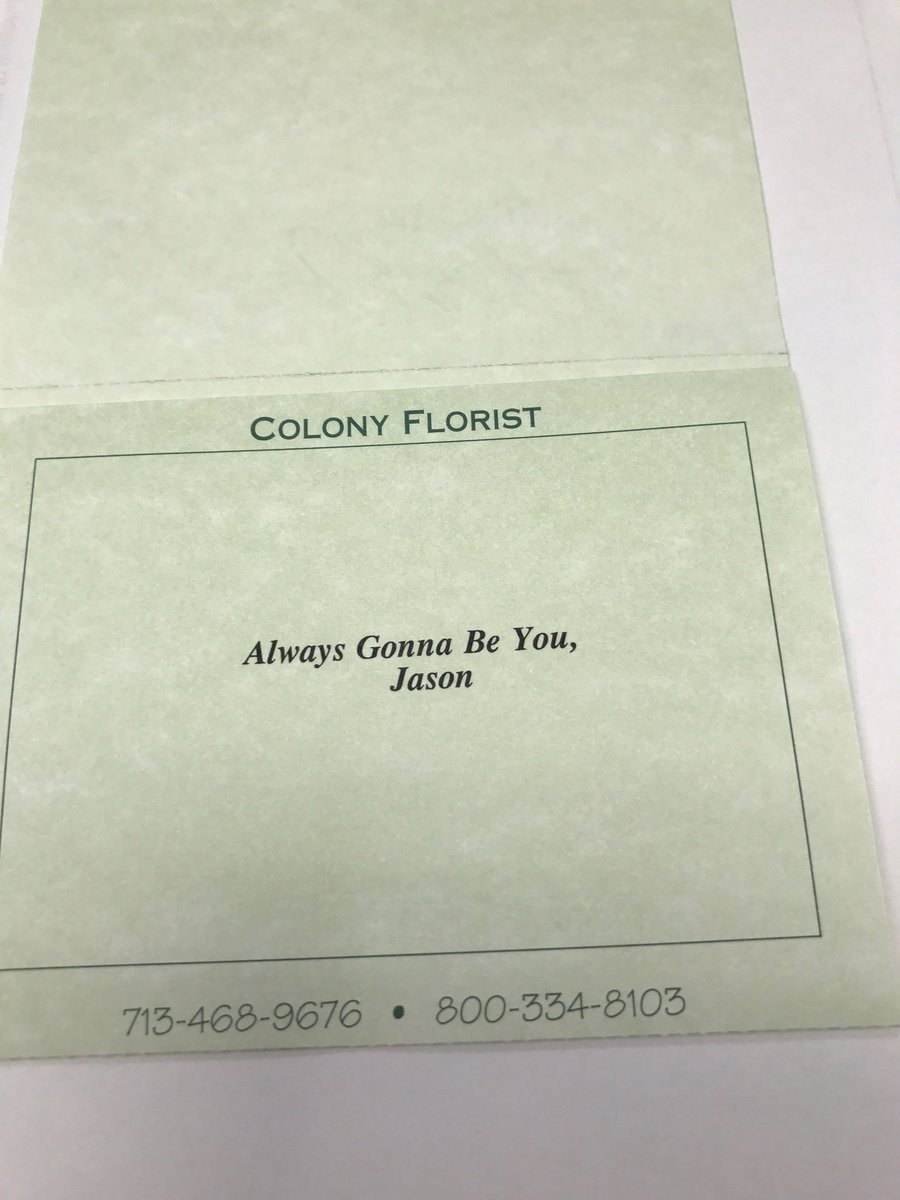 COLONY FLORIST
Always Gonna Be You,
Jason
713-468-9676 • 800-334-8103